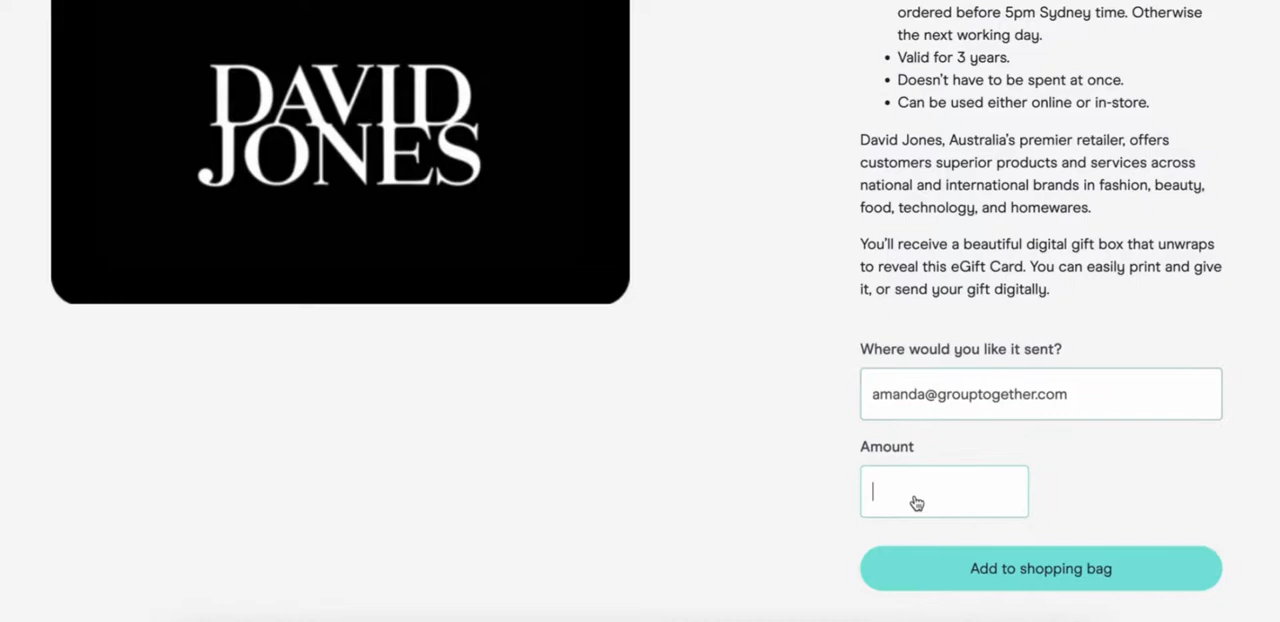 DAVID
JONES
ordered before 5pm Sydney time. Otherwise
the next working day.
• Valid for 3 years.
• Doesn't have to be spent at once.
• Can be used either online or in-store.
David Jones, Australia's premier retailer, offers
customers superior products and services across
national and international brands in fashion, beauty,
food, technology, and homewares.
You'll receive a beautiful digital gift box that unwraps
to reveal this eGift Card. You can easily print and give
it, or send your gift digitally.
Where would you like it sent?
amanda@grouptogether.com
Amount
Add to shopping bag